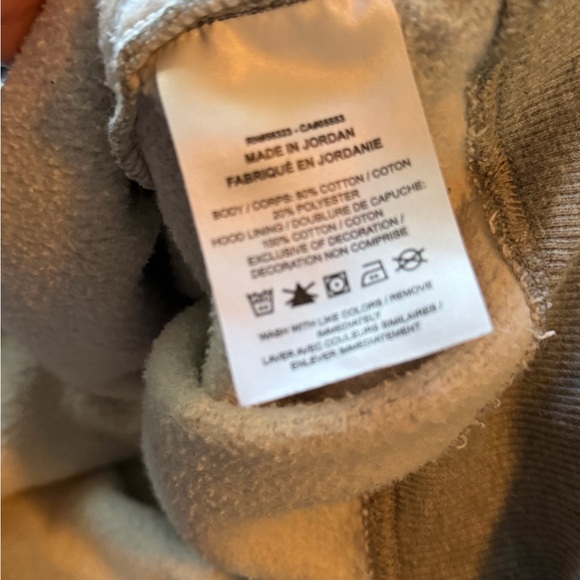 MADE IN JORDAN
FABRIQUÉ EN JORDANIE
BODY / CORPS: 80% COTTON / COTON
20% POLYESTER
HOOD LINING / DOUBLURE DE CAPUCHE:
100% COTTON / COTON
EXCLUSIVE OF DECORATION /
DECORATION NON COMPRISE
WASH WITH LIKE COLORS / REMOVE
IMMEDIATELY
LAVER AVEC COULEURS SIMILAIRES /
ENLEVER IMMÉDIATEMENT.